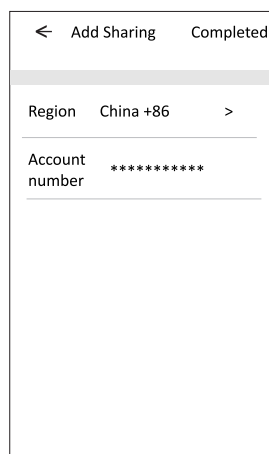 ← Add Sharing Completed
Region China +86 >
Account
number ***********